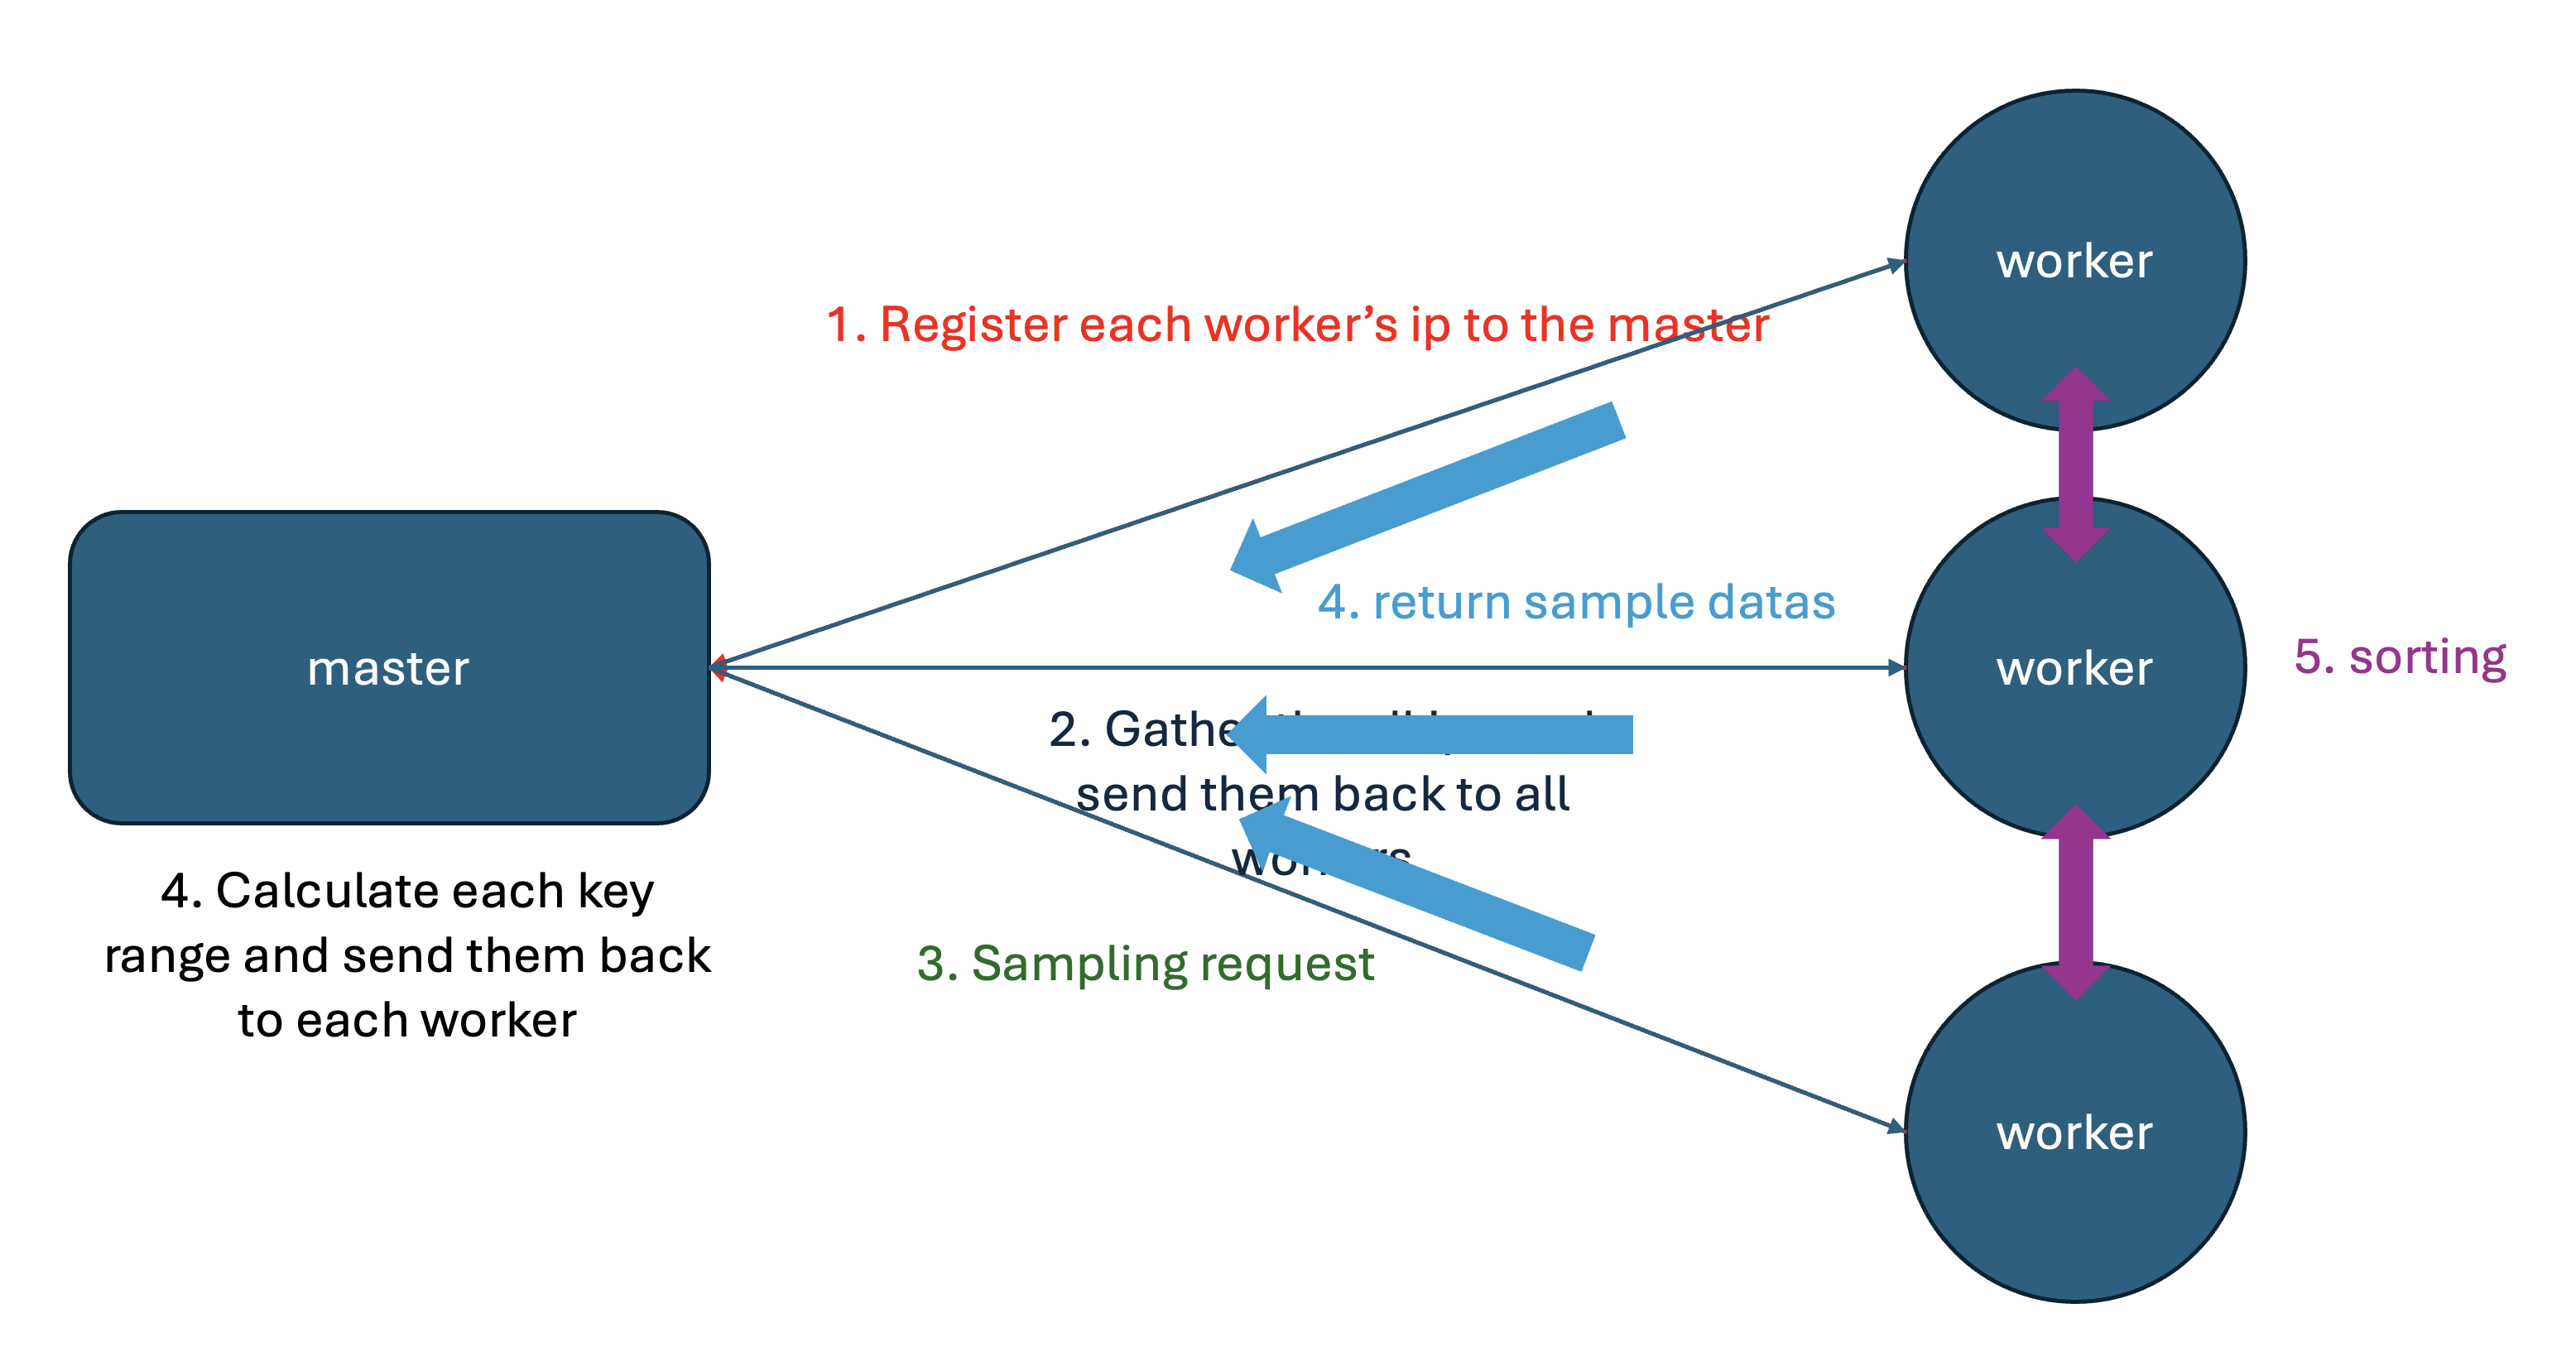 worker
1. Register each worker’s ip to the master
4. return sample datas
master
worker
5. sorting
2.
send them back to all
4. Calculate each key
range and send them back
to each worker
3. Sampling request
worker